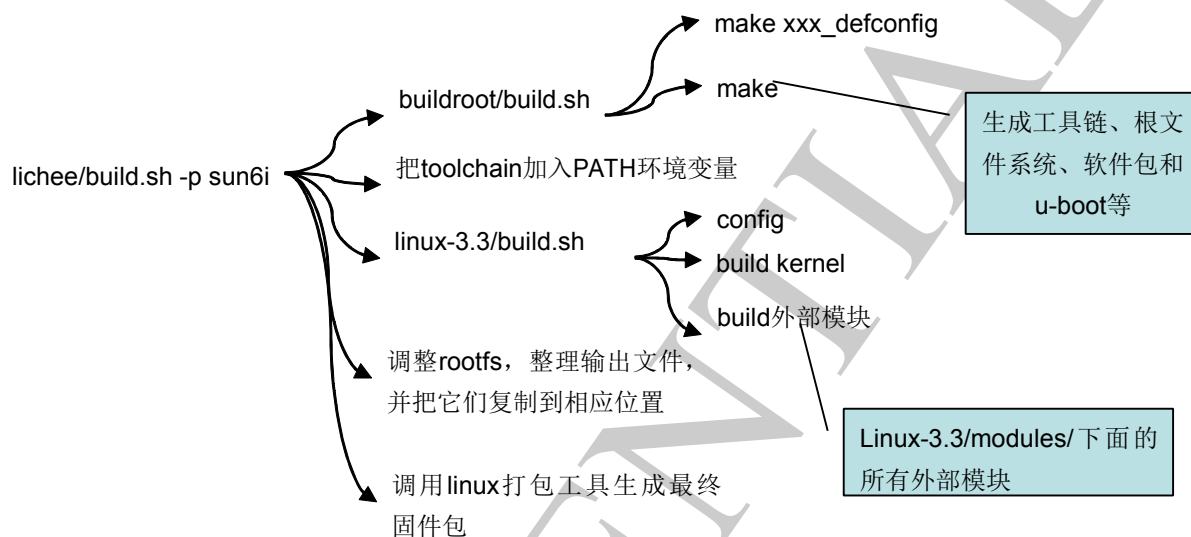 make xxx_defconfig
buildroot/build.sh
make
生成工具链、根文
件系统、软件包和
u-boot等
lichee/build.sh -p sun6i
把toolchain加入PATH环境变量
linux-3.3/build.sh
config
build kernel
build外部模块
调整rootfs，整理输出文件，
并把它们复制到相应位置
Linux-3.3/modules/下面的
所有外部模块
调用linux打包工具生成最终
固件包
ENTIAL